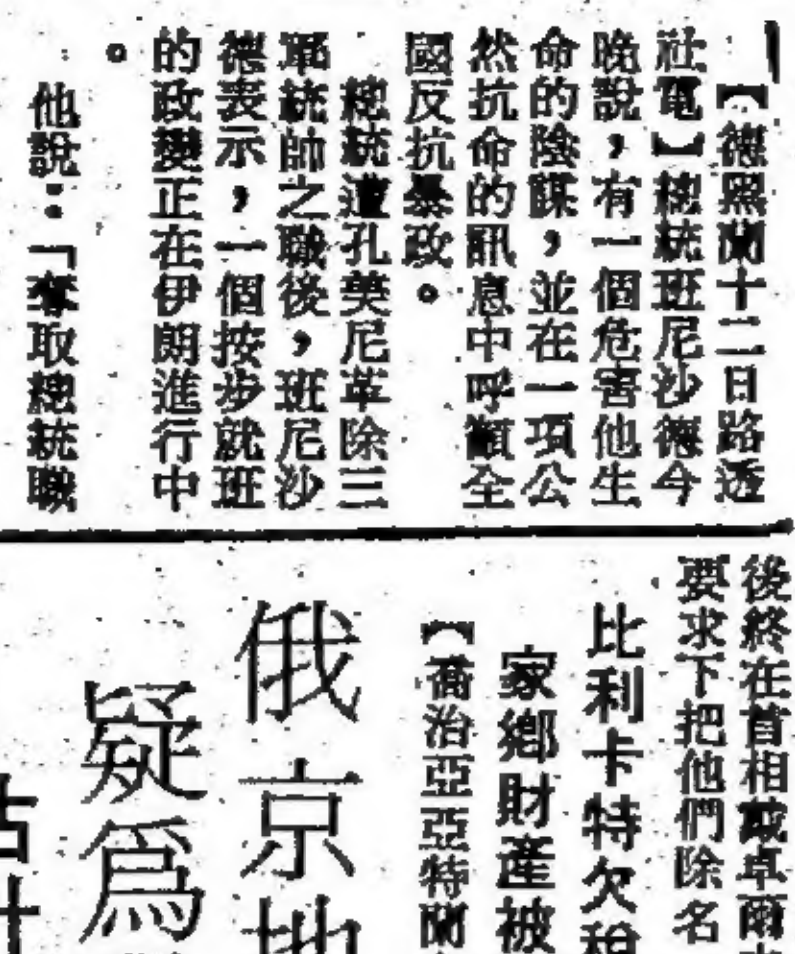 【德黑蘭十二日路透
社電】總統班尼沙德今
晚說，有一個危害他生
命的陰謀，並在一項公
然抗命的訊息中呼籲全
國反抗暴政。
總統遭孔美尼革除三
軍統帥之職後，班尼沙
德表示，一個按步就班
的政變正在伊朗進行中
。
他說：「奪取總統職
後終在首相戴卓爾
要求下把他們除名
比利卡特欠稅
家鄉財產被
【喬治亞亞特蘭
俄京地
疑爲